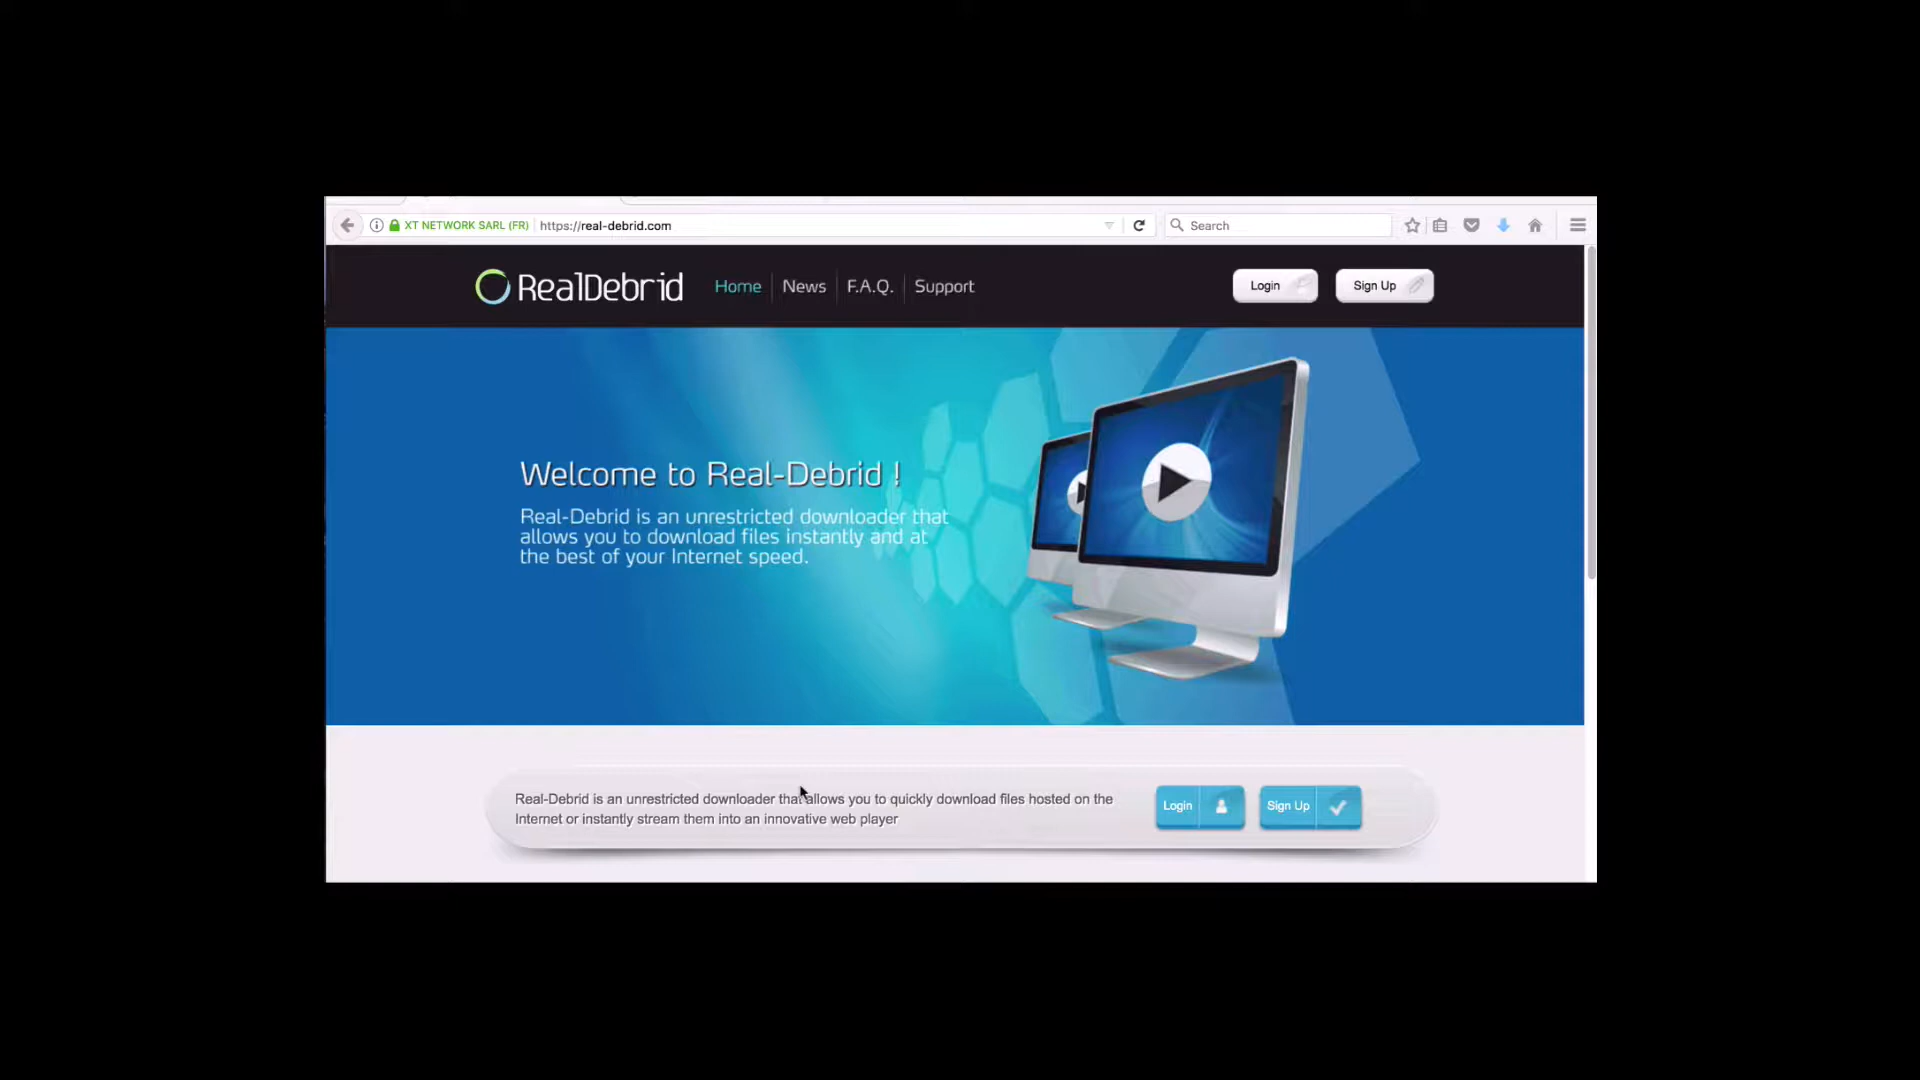 XT NETWORK SARL (FR) https://real-debrid.com Search
RealDebrid Home News F.A.Q. Support Login Sign Up
Welcome to Real-Debrid !
Real-Debrid is an unrestricted downloader that
allows you to download files instantly and at
the best of your Internet speed.
Real-Debrid is an unrestricted downloader that allows you to quickly download files hosted on the
Internet or instantly stream them into an innovative web player
Login Sign Up